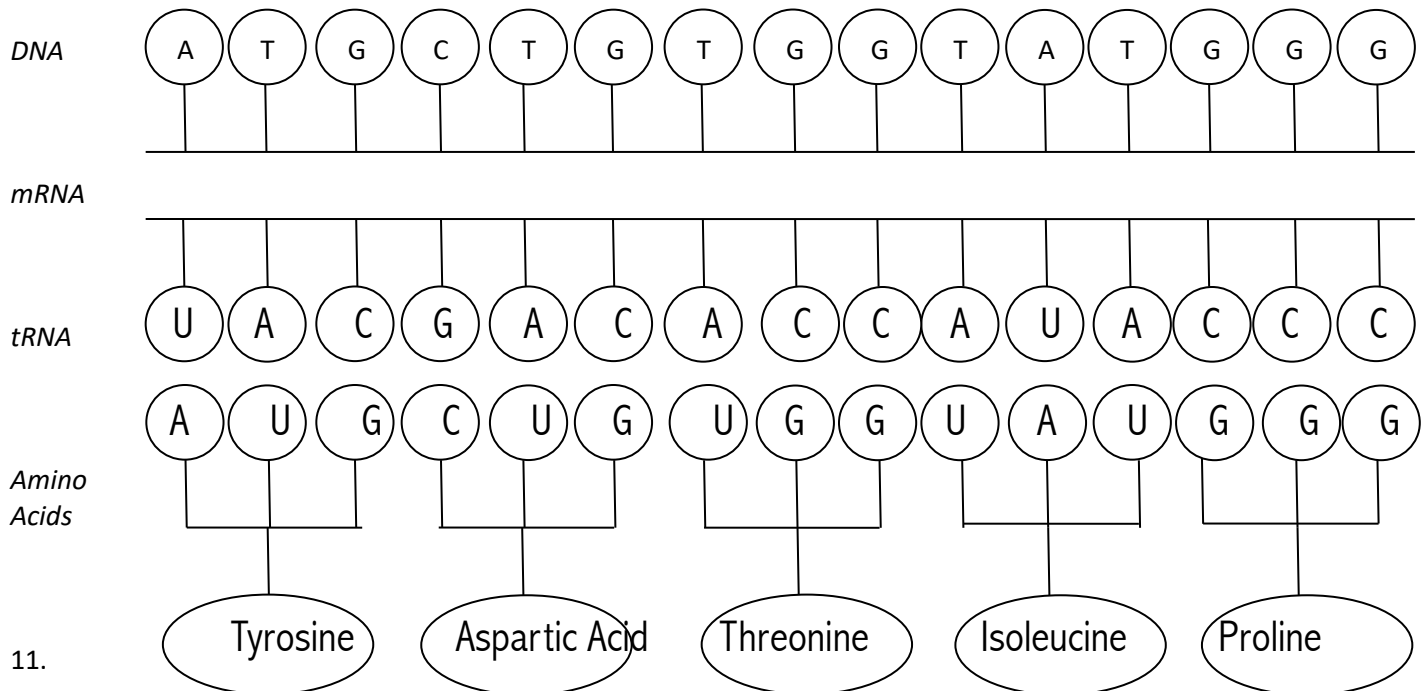 DNA A T G C T G T G G T A T G G G
mRNA
U A C G A C A C C A U A C C C
tRNA
A U G C U G U G G U A U G G G
Amino
Acids
Tyrosine Aspartic Acid Threonine Isoleucine Proline
11.